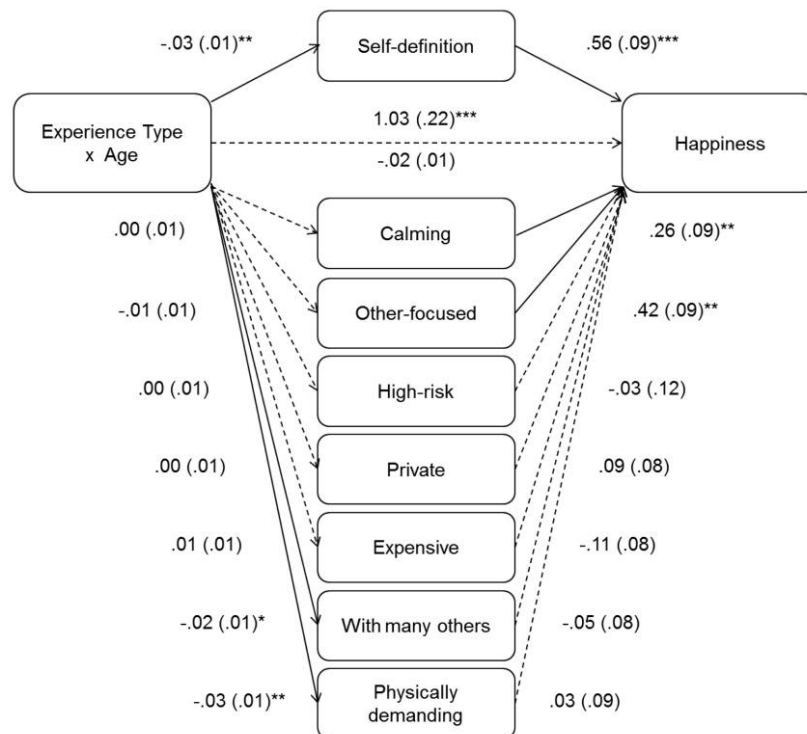 -.03 (.01)**
Self-definition
.56 (.09)***
Experience Type
x Age
1.03 (.22)***
-.02 (.01)
Happiness
.00 (.01)
Calming
.26 (.09)**
-.01 (.01)
Other-focused
.42 (.09)**
.00 (.01)
High-risk
-.03 (.12)
.00 (.01)
Private
.09 (.08)
.01 (.01)
Expensive
-.11 (.08)
-.02 (.01)*
With many others
-.05 (.08)
-.03 (.01)**
Physically
demanding
.03 (.09)